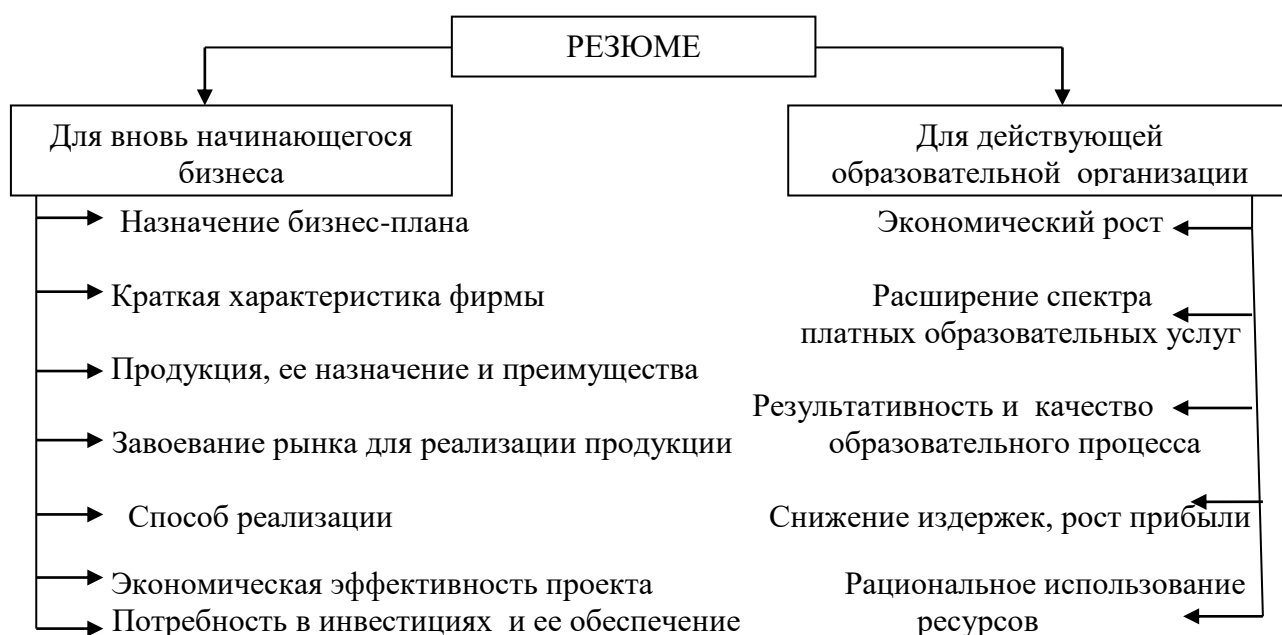 РЕЗЮМЕ
Для вновь начинающегося
бизнеса
Назначение бизнес-плана
Краткая характеристика фирмы
Продукция, ее назначение и преимущества
Завоевание рынка для реализации продукции
Способ реализации
Экономическая эффективность проекта
Потребность в инвестициях и ее обеспечение
Для действующей
образовательной организации
Экономический рост
Расширение спектра
платных образовательных услуг
Результативность и качество
образовательного процесса
Снижение издержек, рост прибыли
Рациональное использование
ресурсов